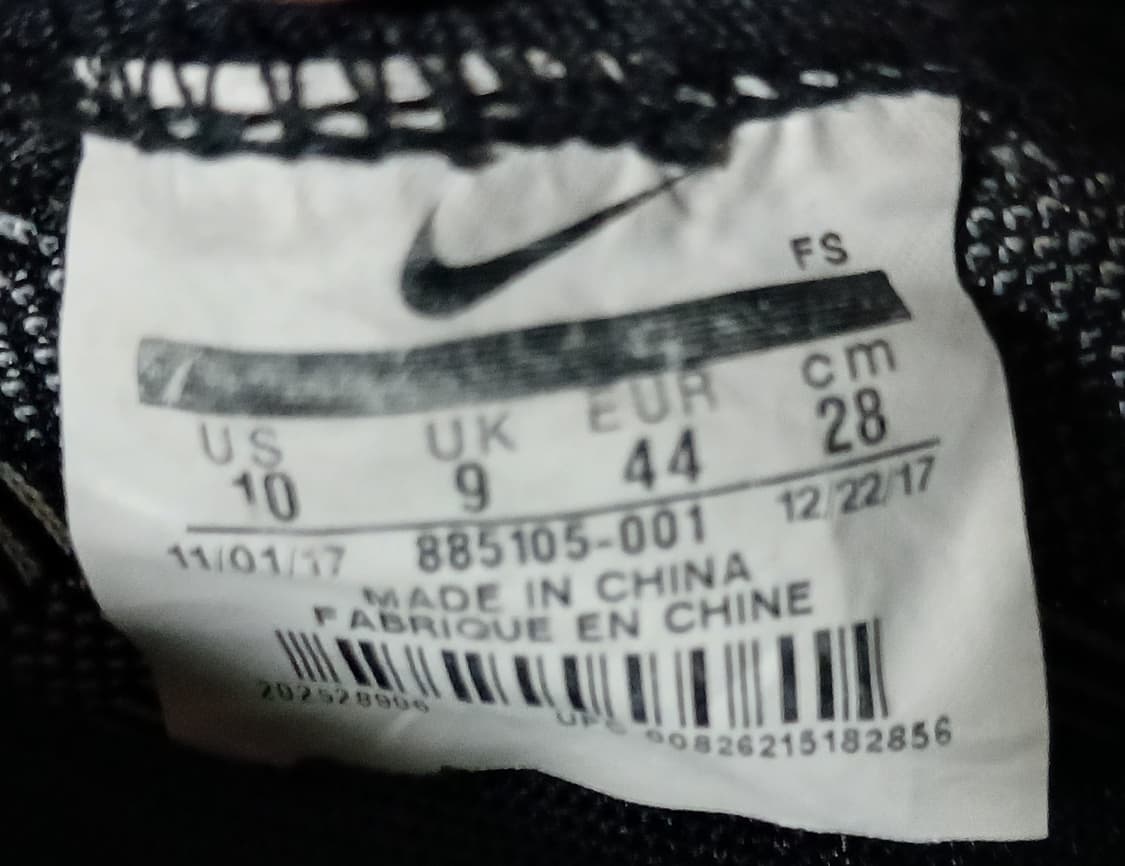 FS
US UK EUR cm
10 9 44 28
11/01/17 885105-001 12/22/17
MADE IN CHINA
FABRIQUE EN CHINE
UPC 00826215182856